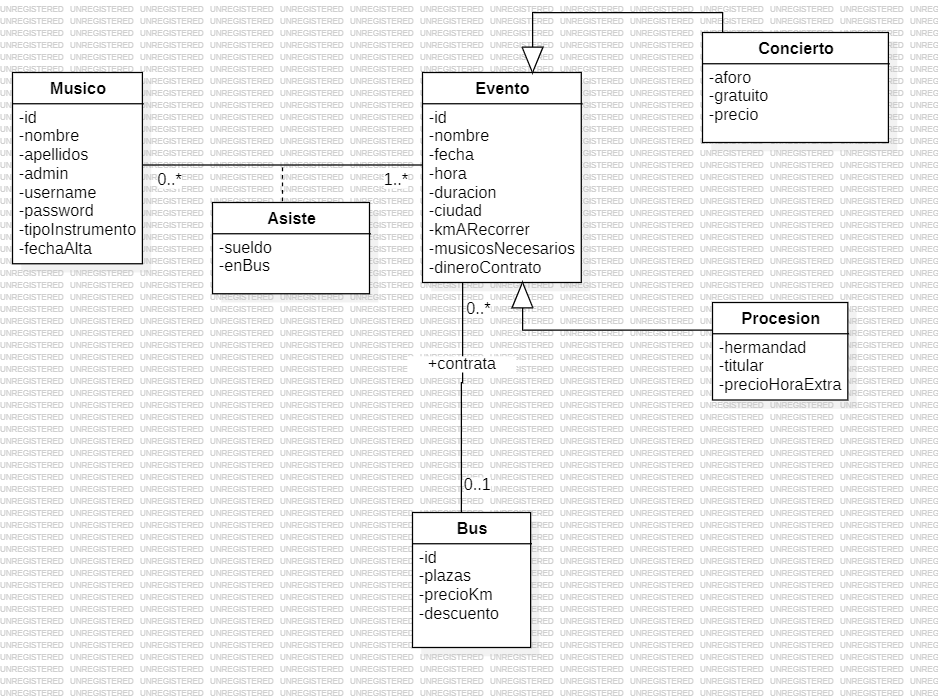 Concierto
-aforo
-gratuito
-precio
Musico
-id
-nombre
-apellidos
-admin
-username
-password
-tipoInstrumento
-fechaAlta
Evento
-id
-nombre
-fecha
-hora
-duracion
-ciudad
-kmARecorrer
-musicosNecesarios
-dineroContrato
0..*
1..*
Asiste
-sueldo
-enBus
0..*
+contrata
0..1
Procesion
-hermandad
-titular
-precioHoraExtra
Bus
-id
-plazas
-precioKm
-descuento
UNREGISTERED